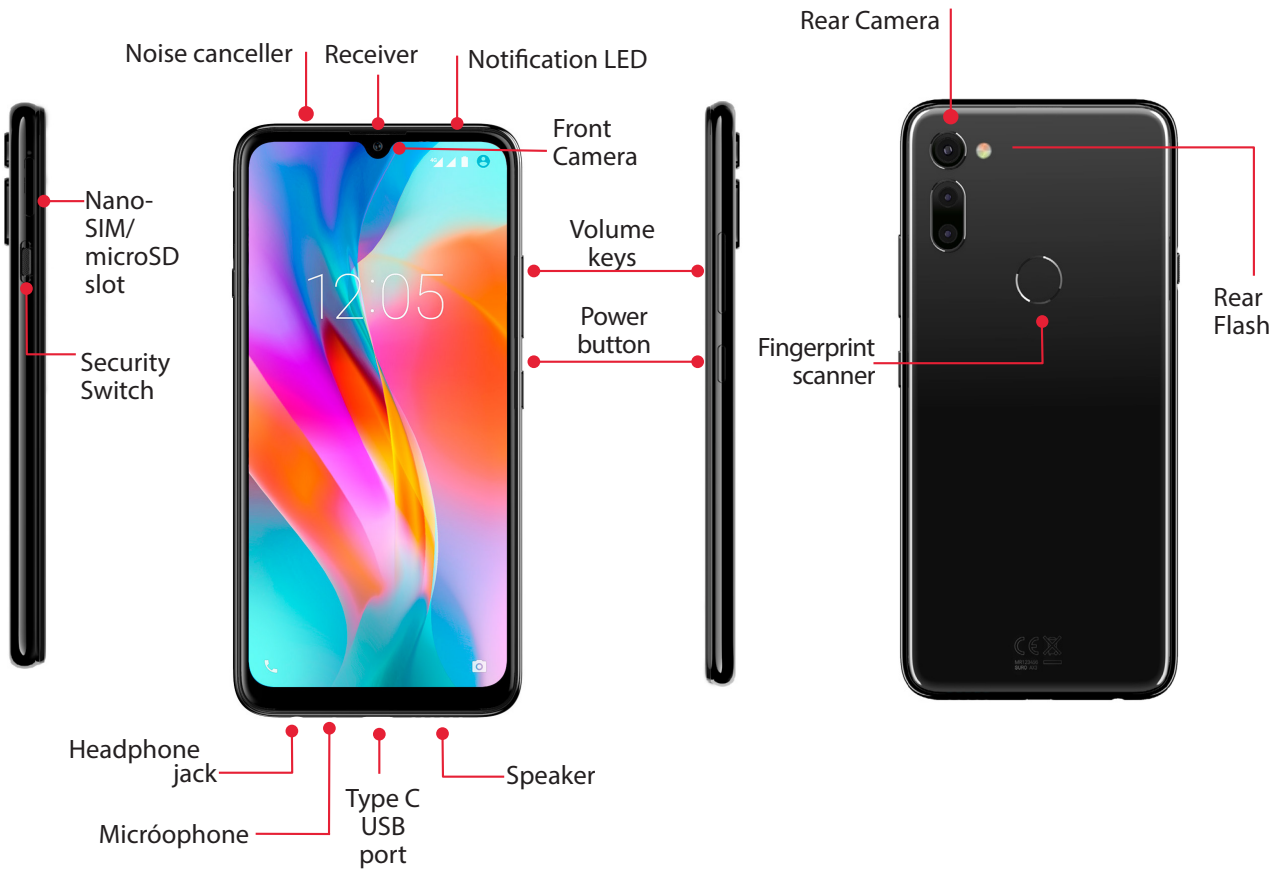 Rear Camera
Noise canceller
Receiver
Notification LED
Front
Camera
Nano-
SIM/
microSD
slot
Volume
keys
12:05
Rear
Flash
Power
button
Fingerprint
scanner
Security
Switch
CE
Headphone
jack
Speaker
Type C
USB
port
Micróophone